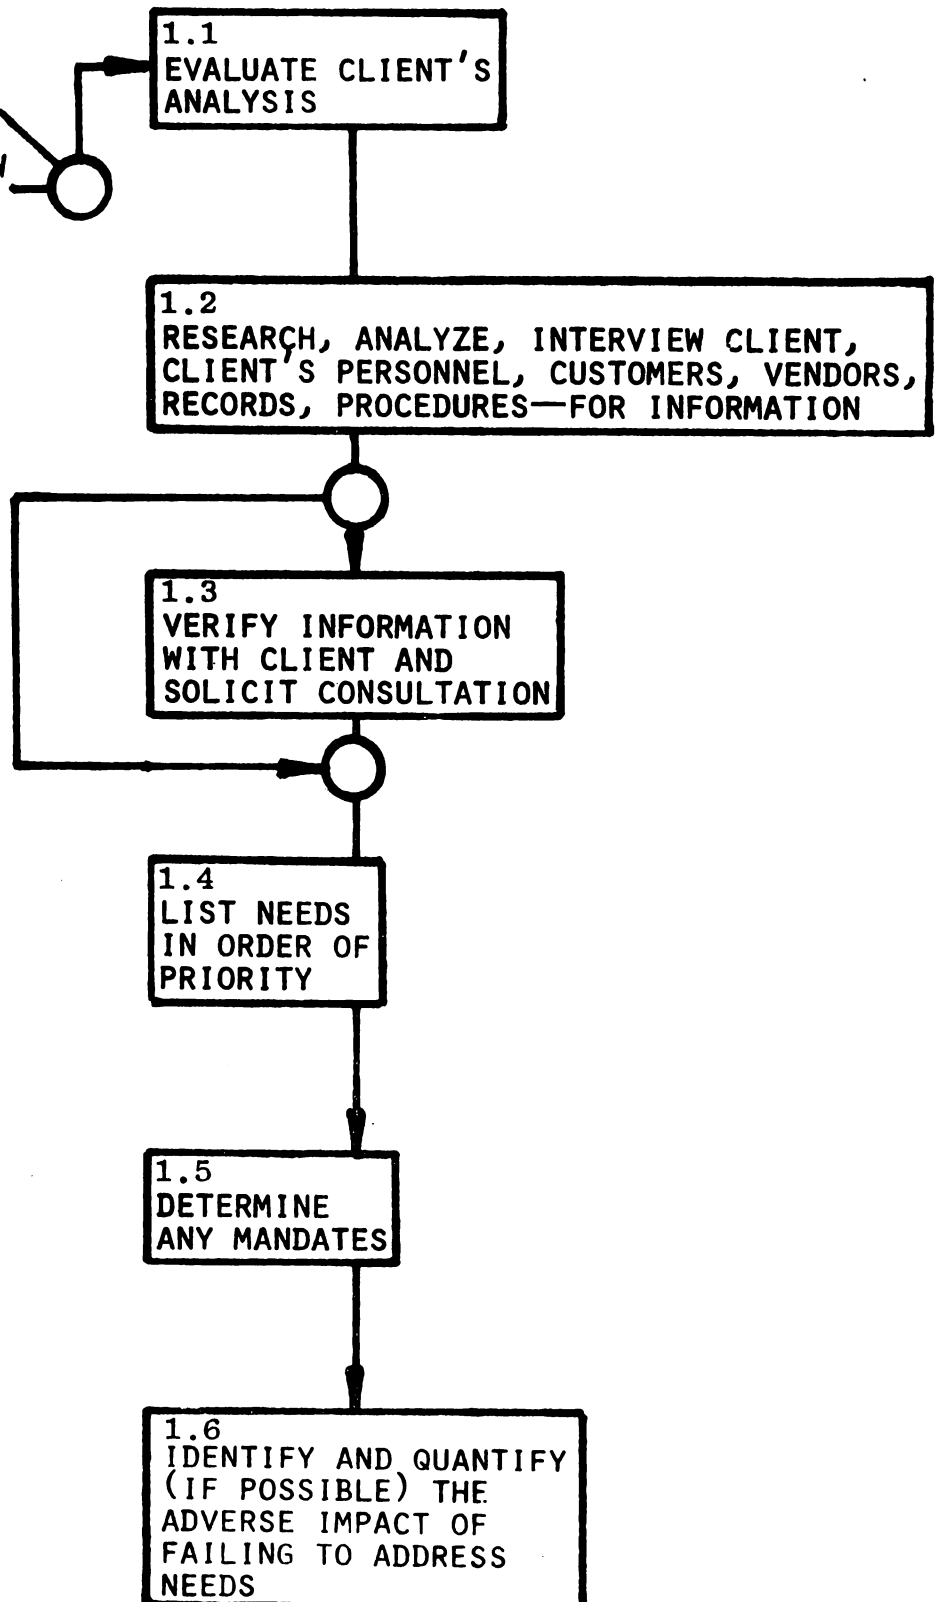 1.1
EVALUATE CLIENT'S
ANALYSIS
1.2
RESEARCH, ANALYZE, INTERVIEW CLIENT,
CLIENT'S PERSONNEL, CUSTOMERS, VENDORS,
RECORDS, PROCEDURES—FOR INFORMATION
1.3
VERIFY INFORMATION
WITH CLIENT AND
SOLICIT CONSULTATION
1.4
LIST NEEDS
IN ORDER OF
PRIORITY
1.5
DETERMINE
ANY MANDATES
1.6
IDENTIFY AND QUANTIFY
(IF POSSIBLE) THE
ADVERSE IMPACT OF
FAILING TO ADDRESS
NEEDS